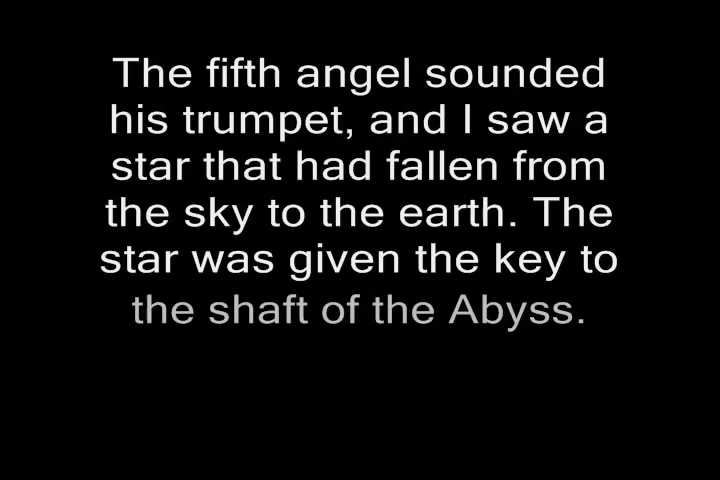 The fifth angel sounded
his trumpet, and I saw a
star that had fallen from
the sky to the earth. The
star was given the key to
the shaft of the Abyss.